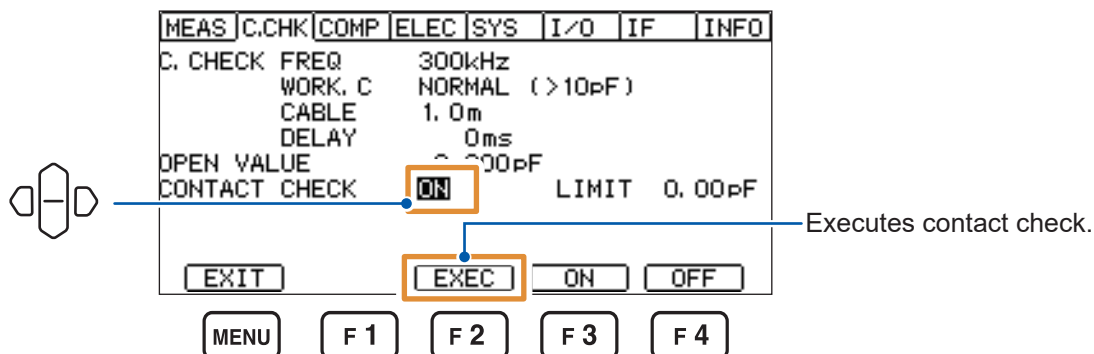 MEAS C.CHK COMP ELEC SYS I/O IF INFO
C. CHECK FREQ 300kHz
WORK. C NORMAL (>10pF)
CABLE 1. 0m
DELAY 0ms
OPEN VALUE pF
CONTACT CHECK ON LIMIT 0. 00pF
Executes contact check.
EXIT EXEC ON OFF
MENU F 1 F 2 F 3 F 4